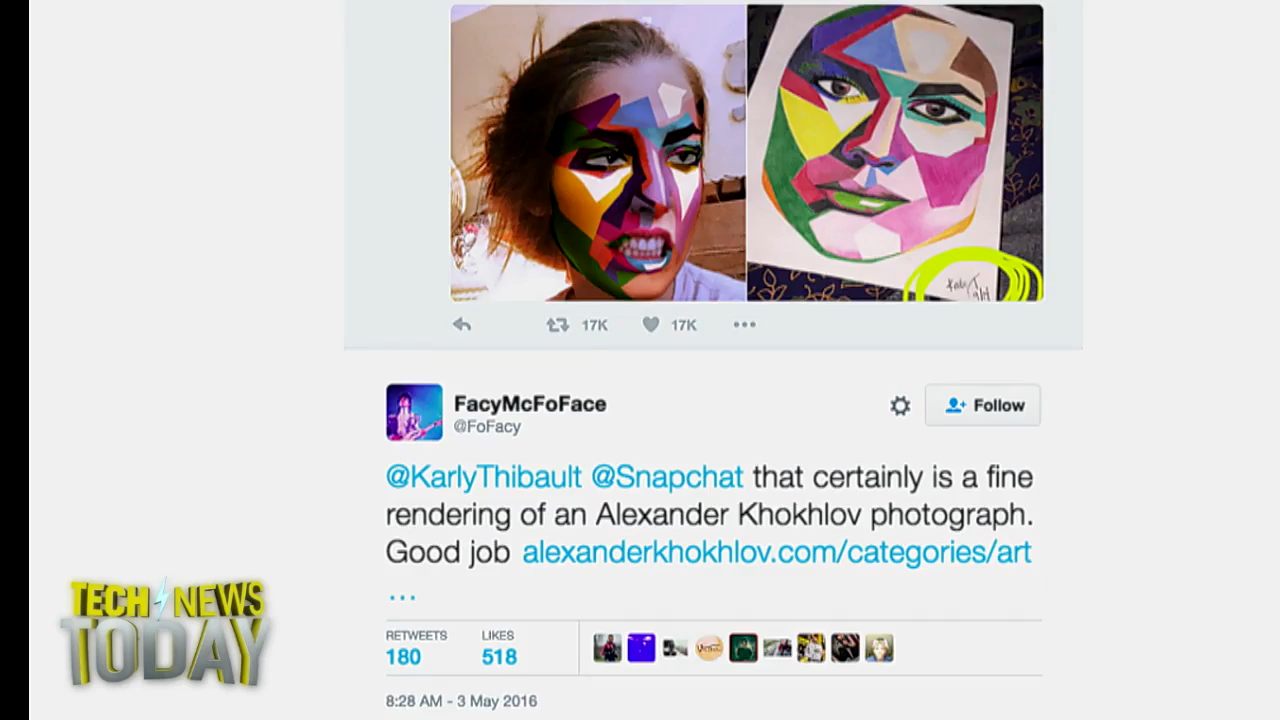 17K 17K
FacyMcFoFace
@FoFacy
Follow
@KarlyThibault @Snapchat that certainly is a fine
rendering of an Alexander Khokhlov photograph.
Good job alexanderkhokhlov.com/categories/art
...
RETWEETS LIKES
180 518
8:28 AM - 3 May 2016
TECH NEWS
TODAY